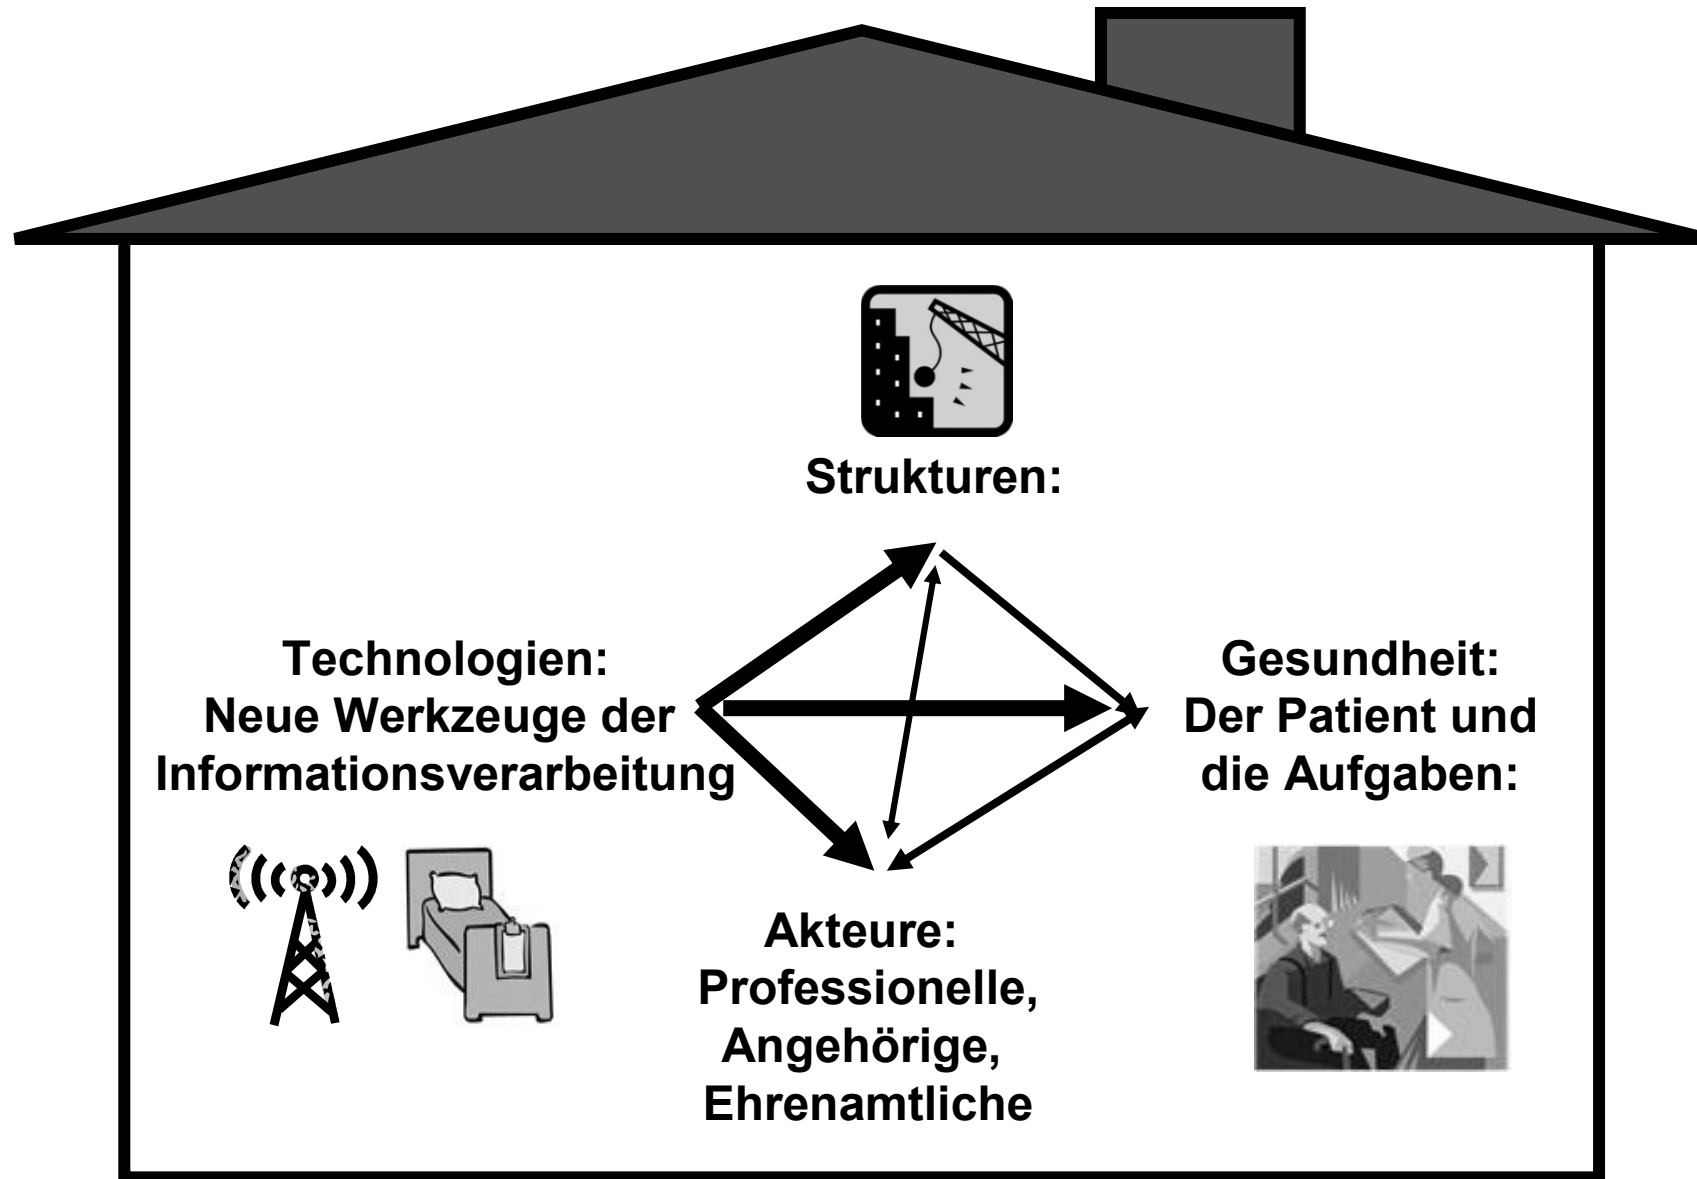 Strukturen:
Technologien:
Neue Werkzeuge der
Informationsverarbeitung
Gesundheit:
Der Patient und
die Aufgaben:
Akteure:
Professionelle,
Angehörige,
Ehrenamtliche